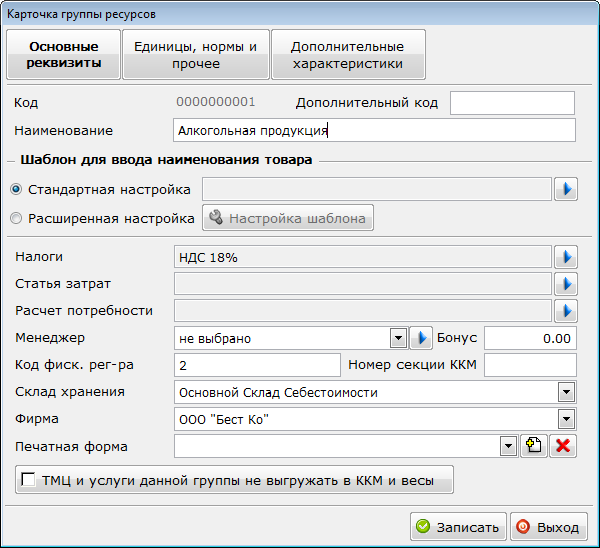 Карточка группы ресурсов
Основные реквизиты
Единицы, нормы и прочее
Дополнительные характеристики
Код 0000000001 Дополнительный код
Наименование Алкогольная продукция
Шаблон для ввода наименования товара
Стандартная настройка
Расширенная настройка Настройка шаблона
Налоги НДС 18%
Статья затрат
Расчет потребности
Менеджер не выбрано Бонус 0.00
Код фиск. рег-ра 2 Номер секции ККМ
Склад хранения Основной Склад Себестоимости
Фирма ООО "Бест Ко"
Печатная форма
ТМЦ и услуги данной группы не выгружать в ККМ и весы
Записать Выход